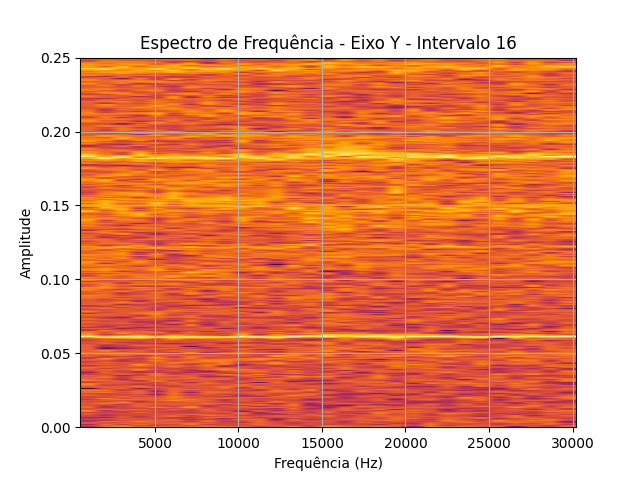 Espectro de Frequência - Eixo Y - Intervalo 16
0.25
0.20
0.15
0.10
0.05
0.00
Amplitude
5000 10000 15000 20000 25000 30000
Frequência (Hz)